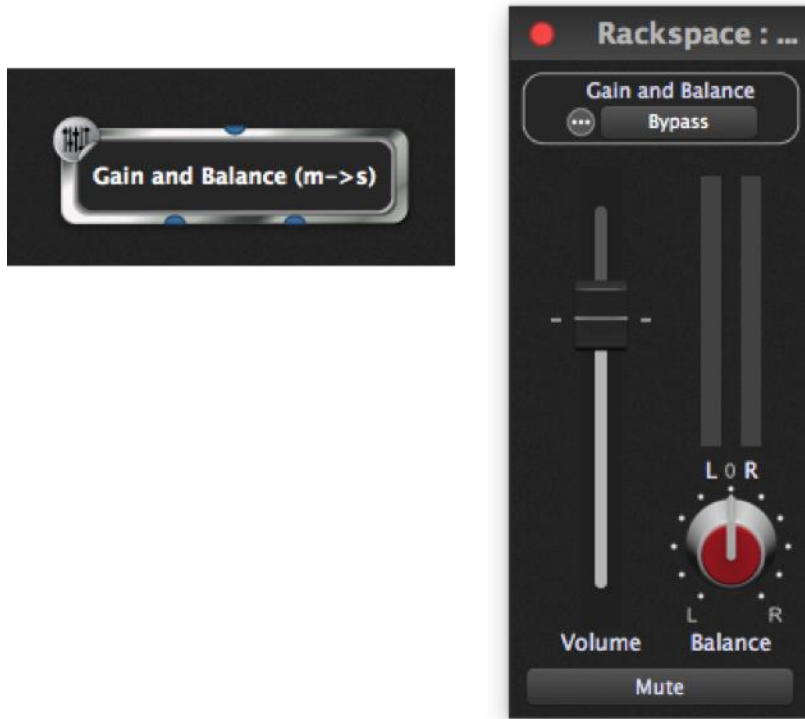 Gain and Balance (m->s)
Rackspace : ...
Gain and Balance
Bypass
L 0 R
L R
Volume Balance
Mute